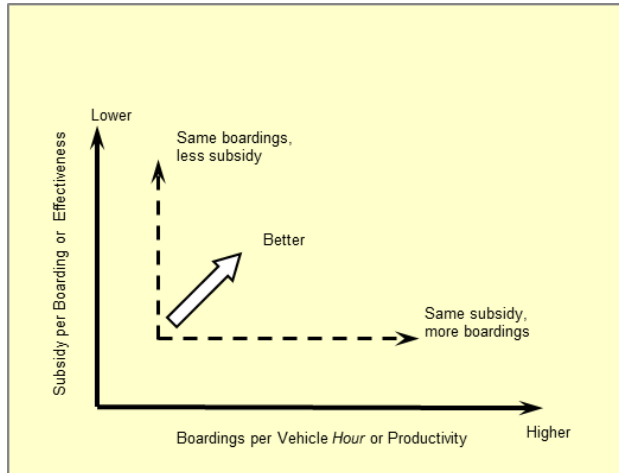 Lower
Subsidy per Boarding or Effectiveness
Same boardings,
less subsidy
Better
Same subsidy,
more boardings
Boardings per Vehicle Hour or Productivity
Higher